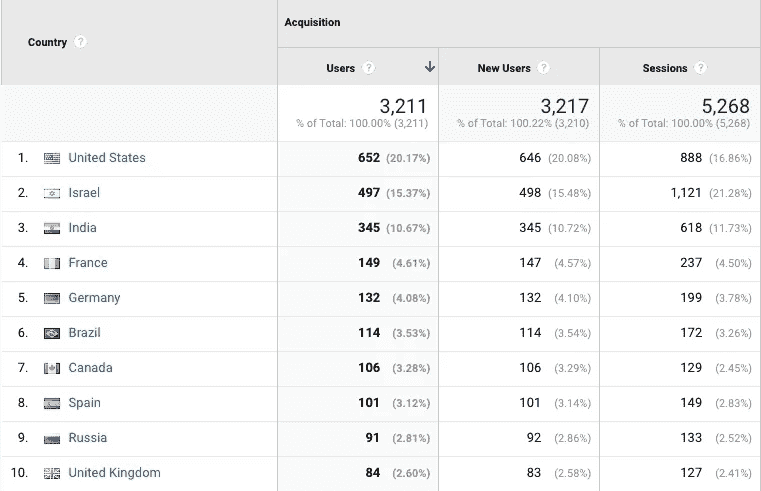 Acquisition
Country ?
Users ? ↓ New Users ? Sessions ?
3,211 3,217 5,268
% of Total: 100.00% (3,211) % of Total: 100.22% (3,210) % of Total: 100.00% (5,268)
1. United States 652 (20.17%) 646 (20.08%) 888 (16.86%)
2. Israel 497 (15.37%) 498 (15.48%) 1,121 (21.28%)
3. India 345 (10.67%) 345 (10.72%) 618 (11.73%)
4. France 149 (4.61%) 147 (4.57%) 237 (4.50%)
5. Germany 132 (4.08%) 132 (4.10%) 199 (3.78%)
6. Brazil 114 (3.53%) 114 (3.54%) 172 (3.26%)
7. Canada 106 (3.28%) 106 (3.29%) 129 (2.45%)
8. Spain 101 (3.12%) 101 (3.14%) 149 (2.83%)
9. Russia 91 (2.81%) 92 (2.86%) 133 (2.52%)
10. United Kingdom 84 (2.60%) 83 (2.58%) 127 (2.41%)